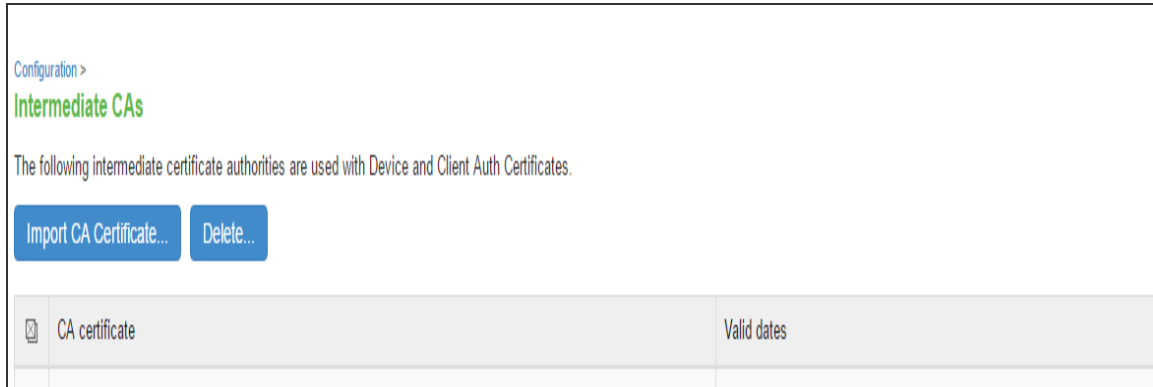 Configuration >
Intermediate CAs
The following intermediate certificate authorities are used with Device and Client Auth Certificates.
Import CA Certificate... Delete...
CA certificate Valid dates